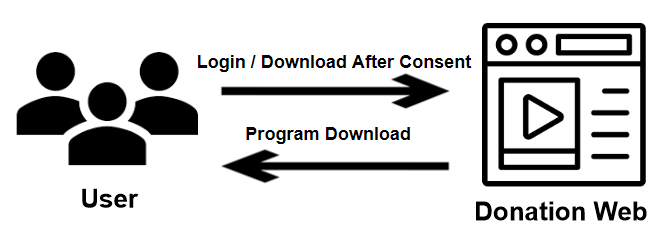 Login / Download After Consent
Program Download
User
Donation Web